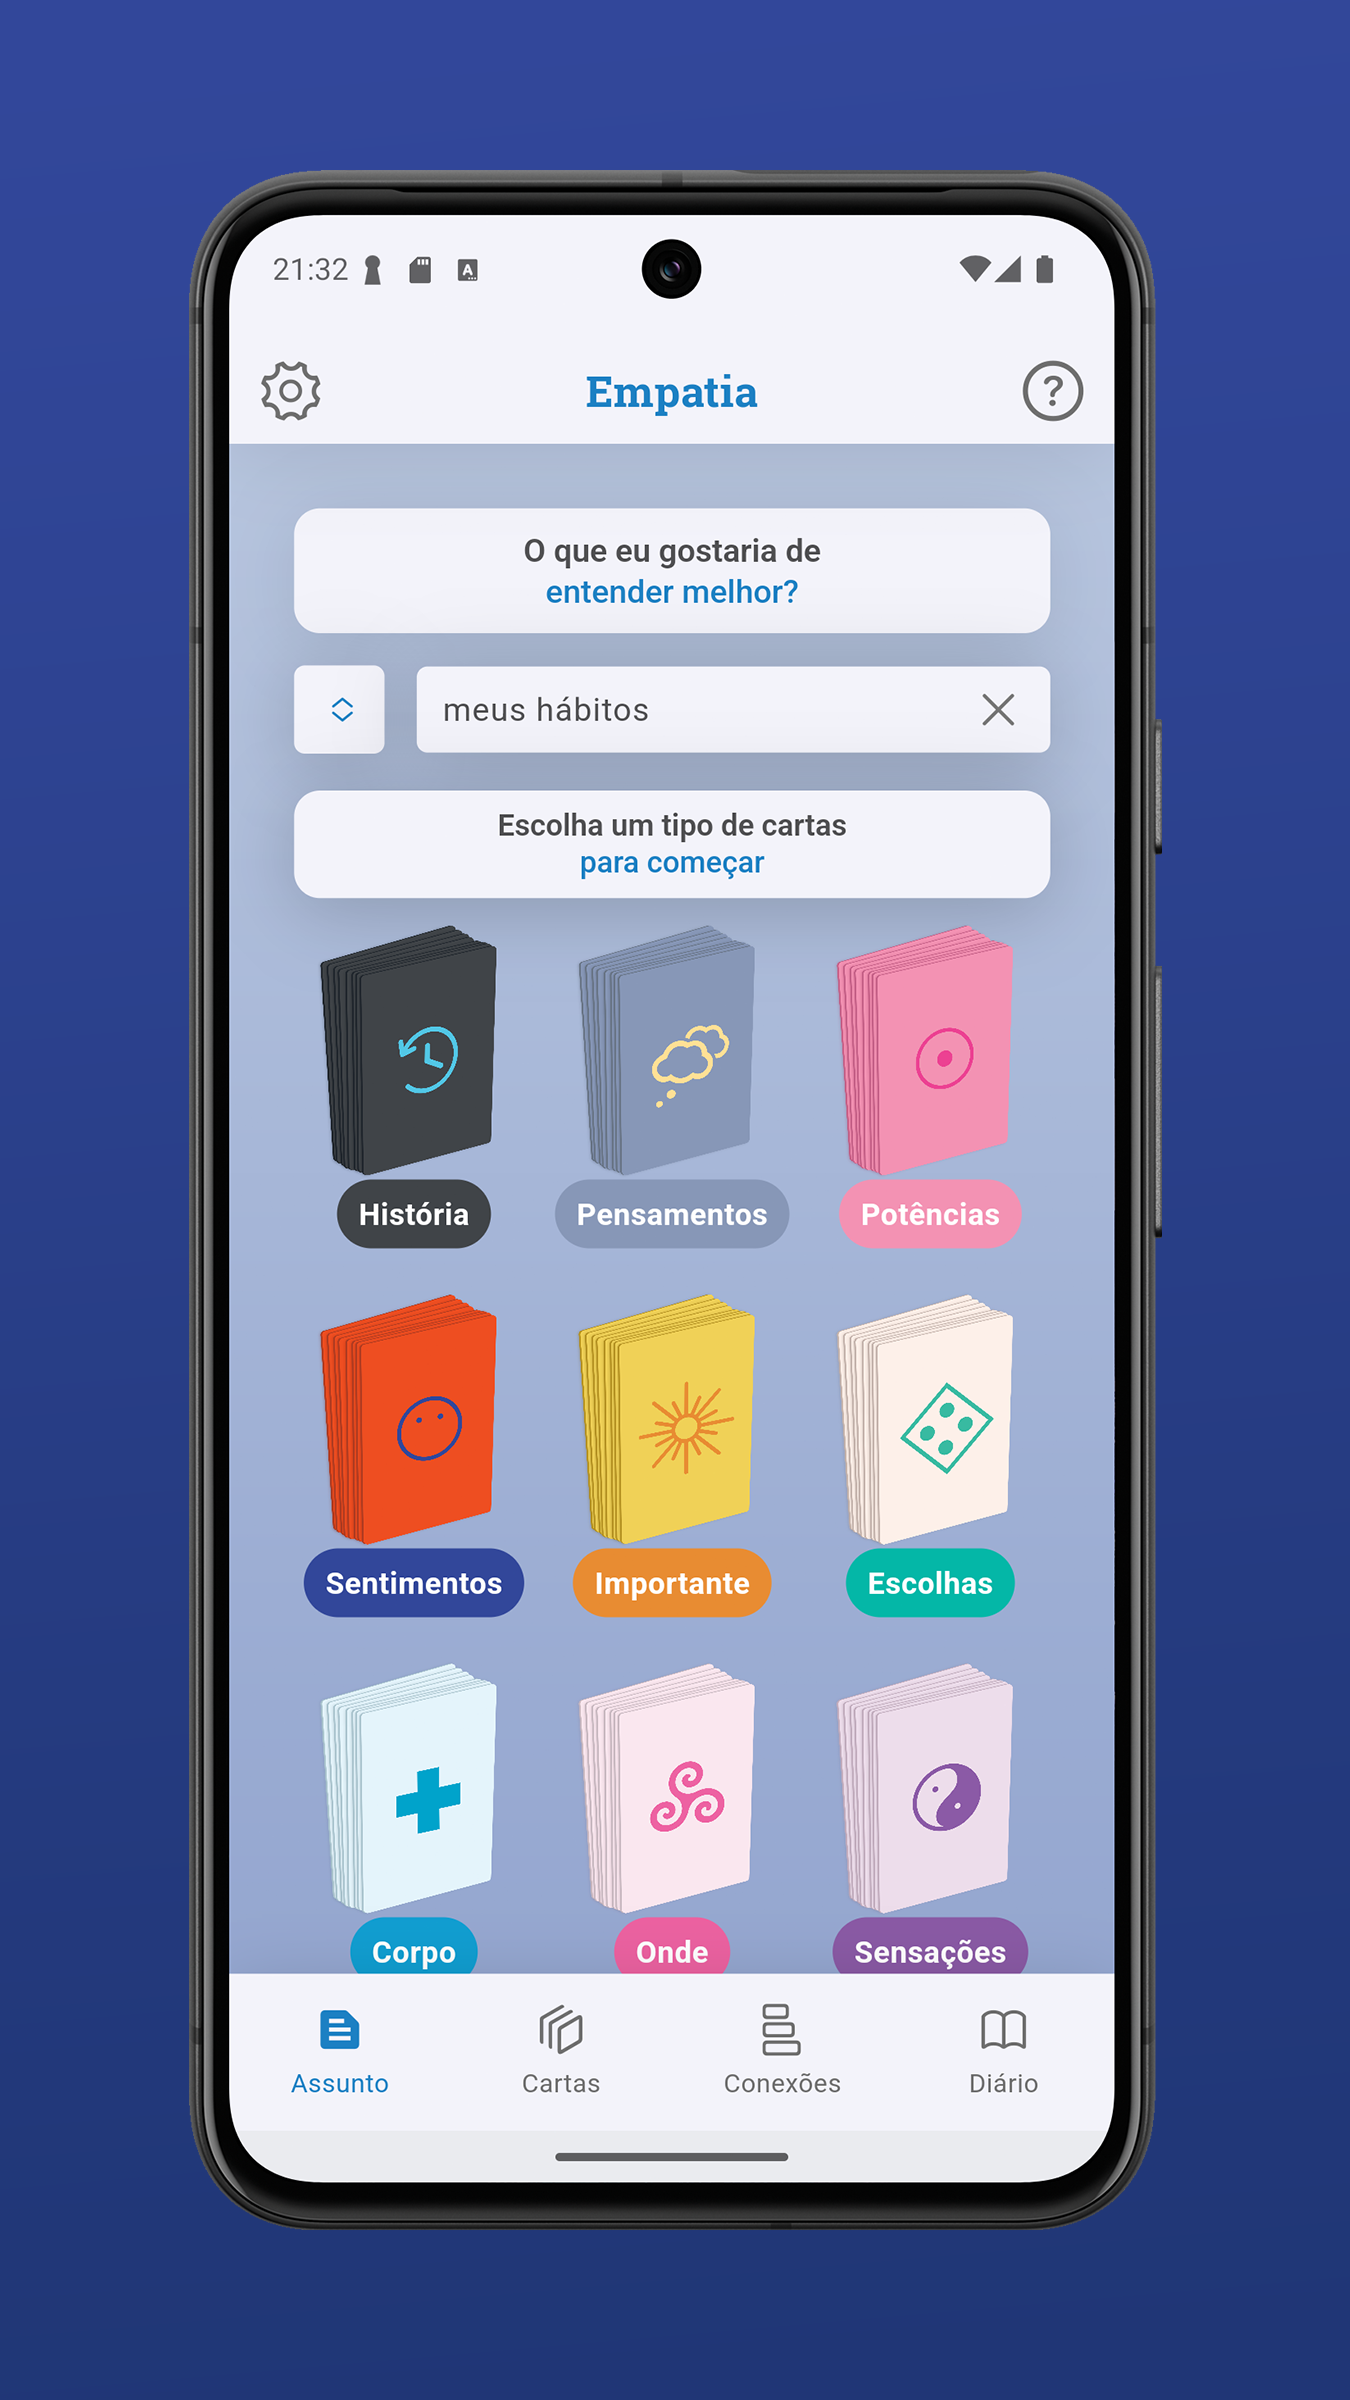 21:32
Empatia
O que eu gostaria de
entender melhor?
meus hábitos
Escolha um tipo de cartas
para começar
História
Pensamentos
Potências
Sentimentos
Importante
Escolhas
Corpo
Onde
Sensações
Assunto
Cartas
Conexões
Diário